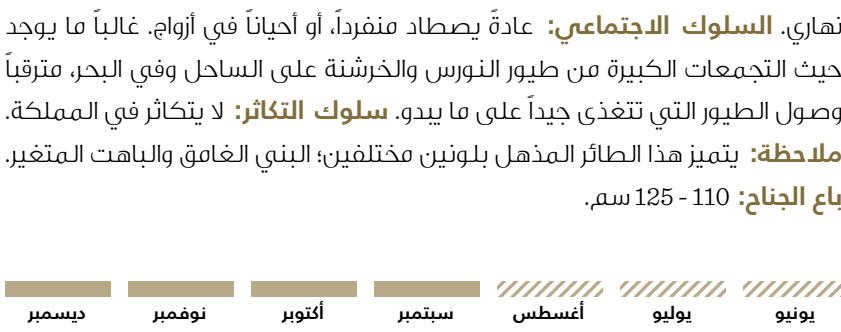 نهاري. السلوك الاجتماعي: عادةً يصطاد منفرداً، أو أحياناً في أزواج. غالباً ما يوجد
حيث التجمعات الكبيرة من طيور النورس والخرشنة على الساحل وفي البحر، مترقباً
وصول الطيور التي تتغذى جيداً على ما يبدو. سلوك التكاثر: لا يتكاثر في المملكة.
ملاحظة: يتميز هذا الطائر المذهل بلونين مختلفين؛ البني الغامق والباهت المتغير.
باع الجناح: 110 - 125 سم.
يونيو يوليو أغسطس سبتمبر أكتوبر نوفمبر ديسمبر